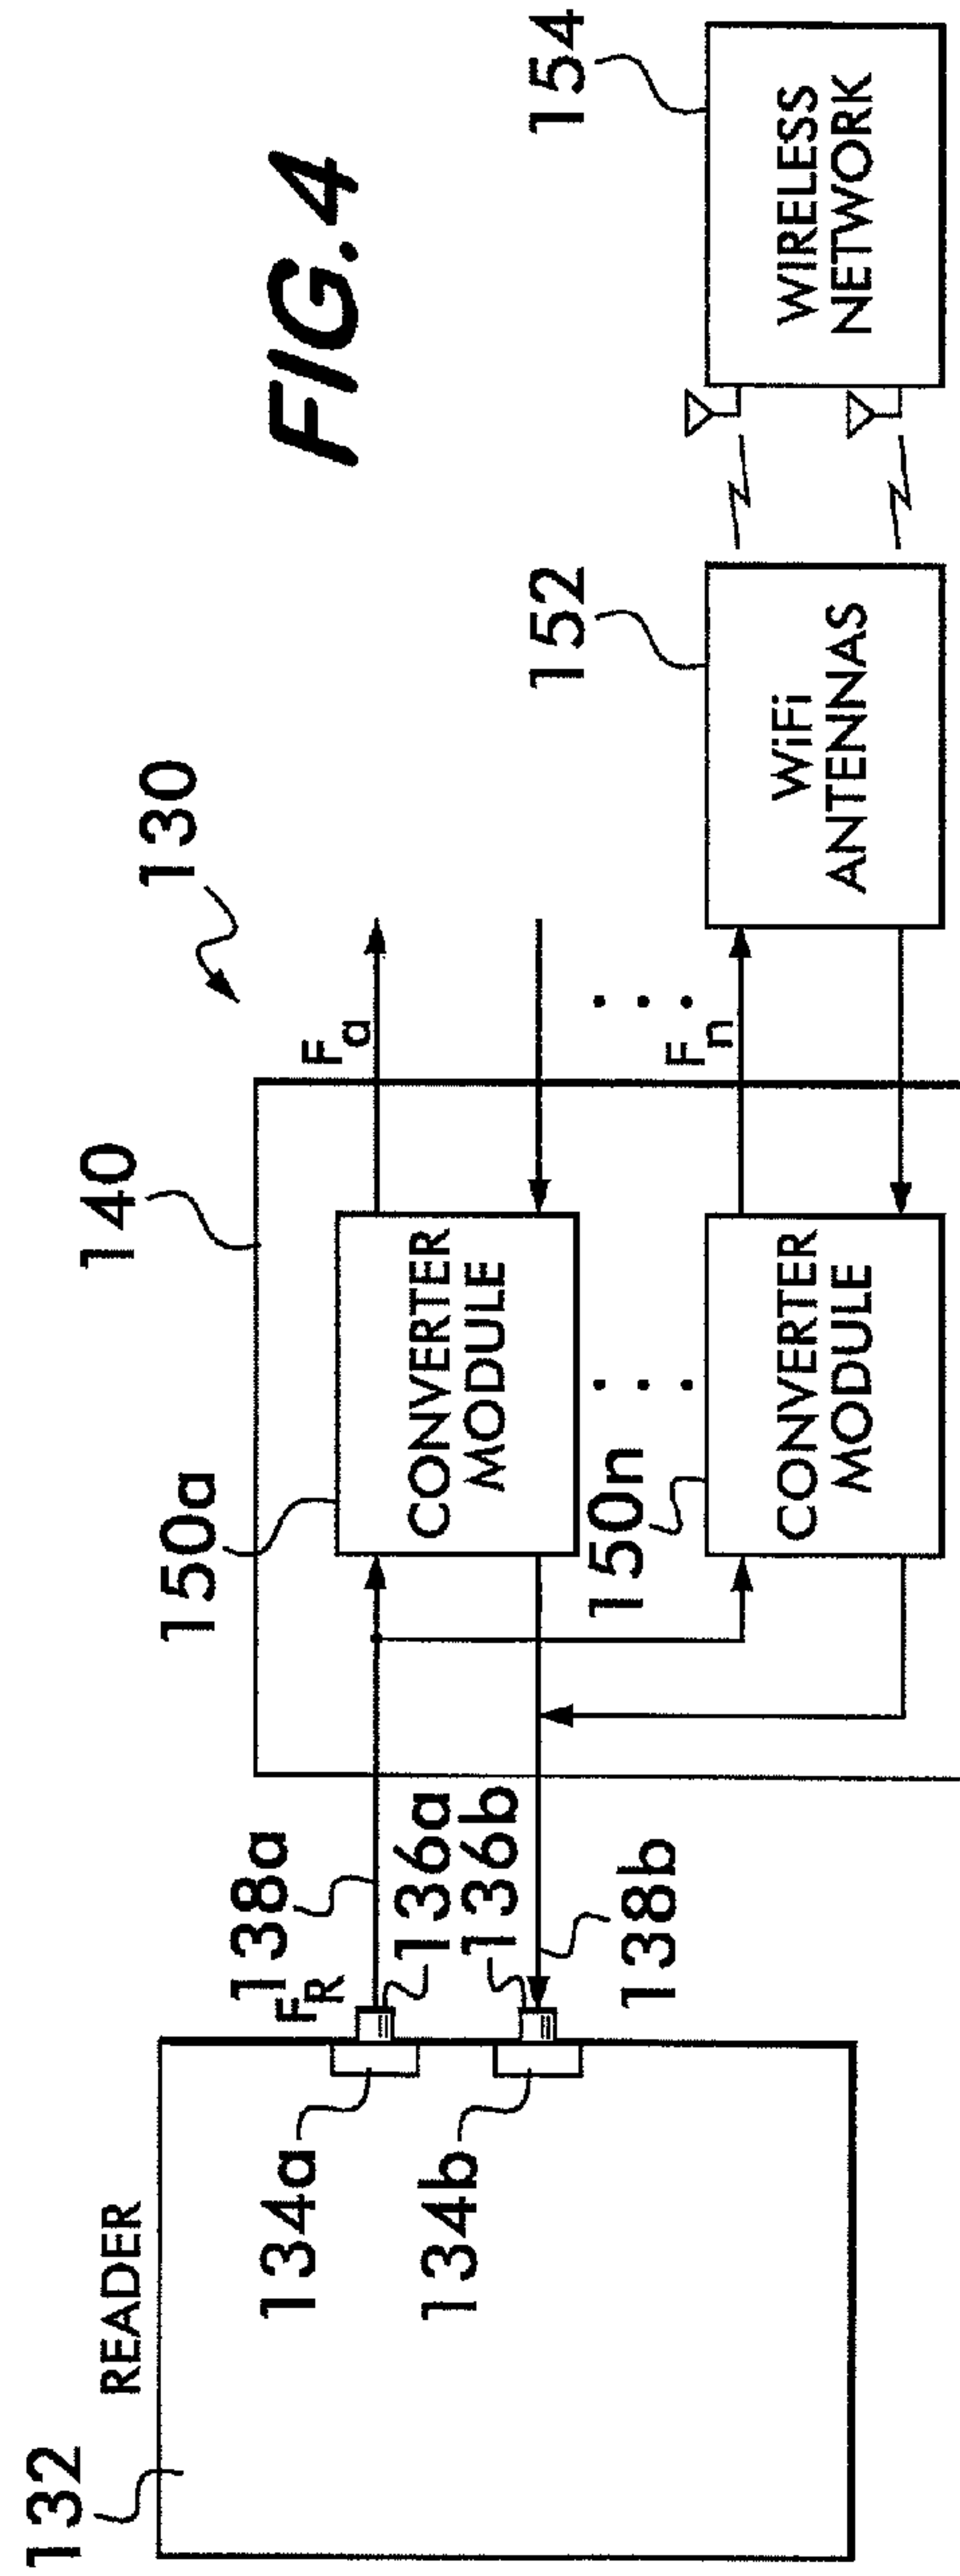 FIG. 4
130
132
READER
134a
134b
136a
136b
138a
138b
FR
140
150a
CONVERTER
MODULE
150n
CONVERTER
MODULE
Fa
Fn
152
WiFi
ANTENNAS
154
WIRELESS
NETWORK